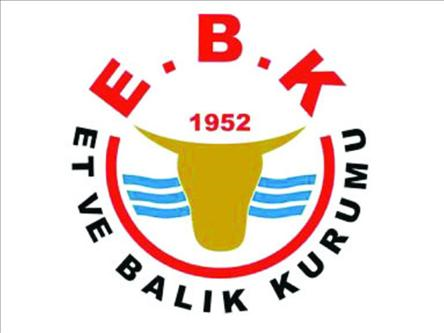 E.B.K
1952
ET VE BALIK KURUMU